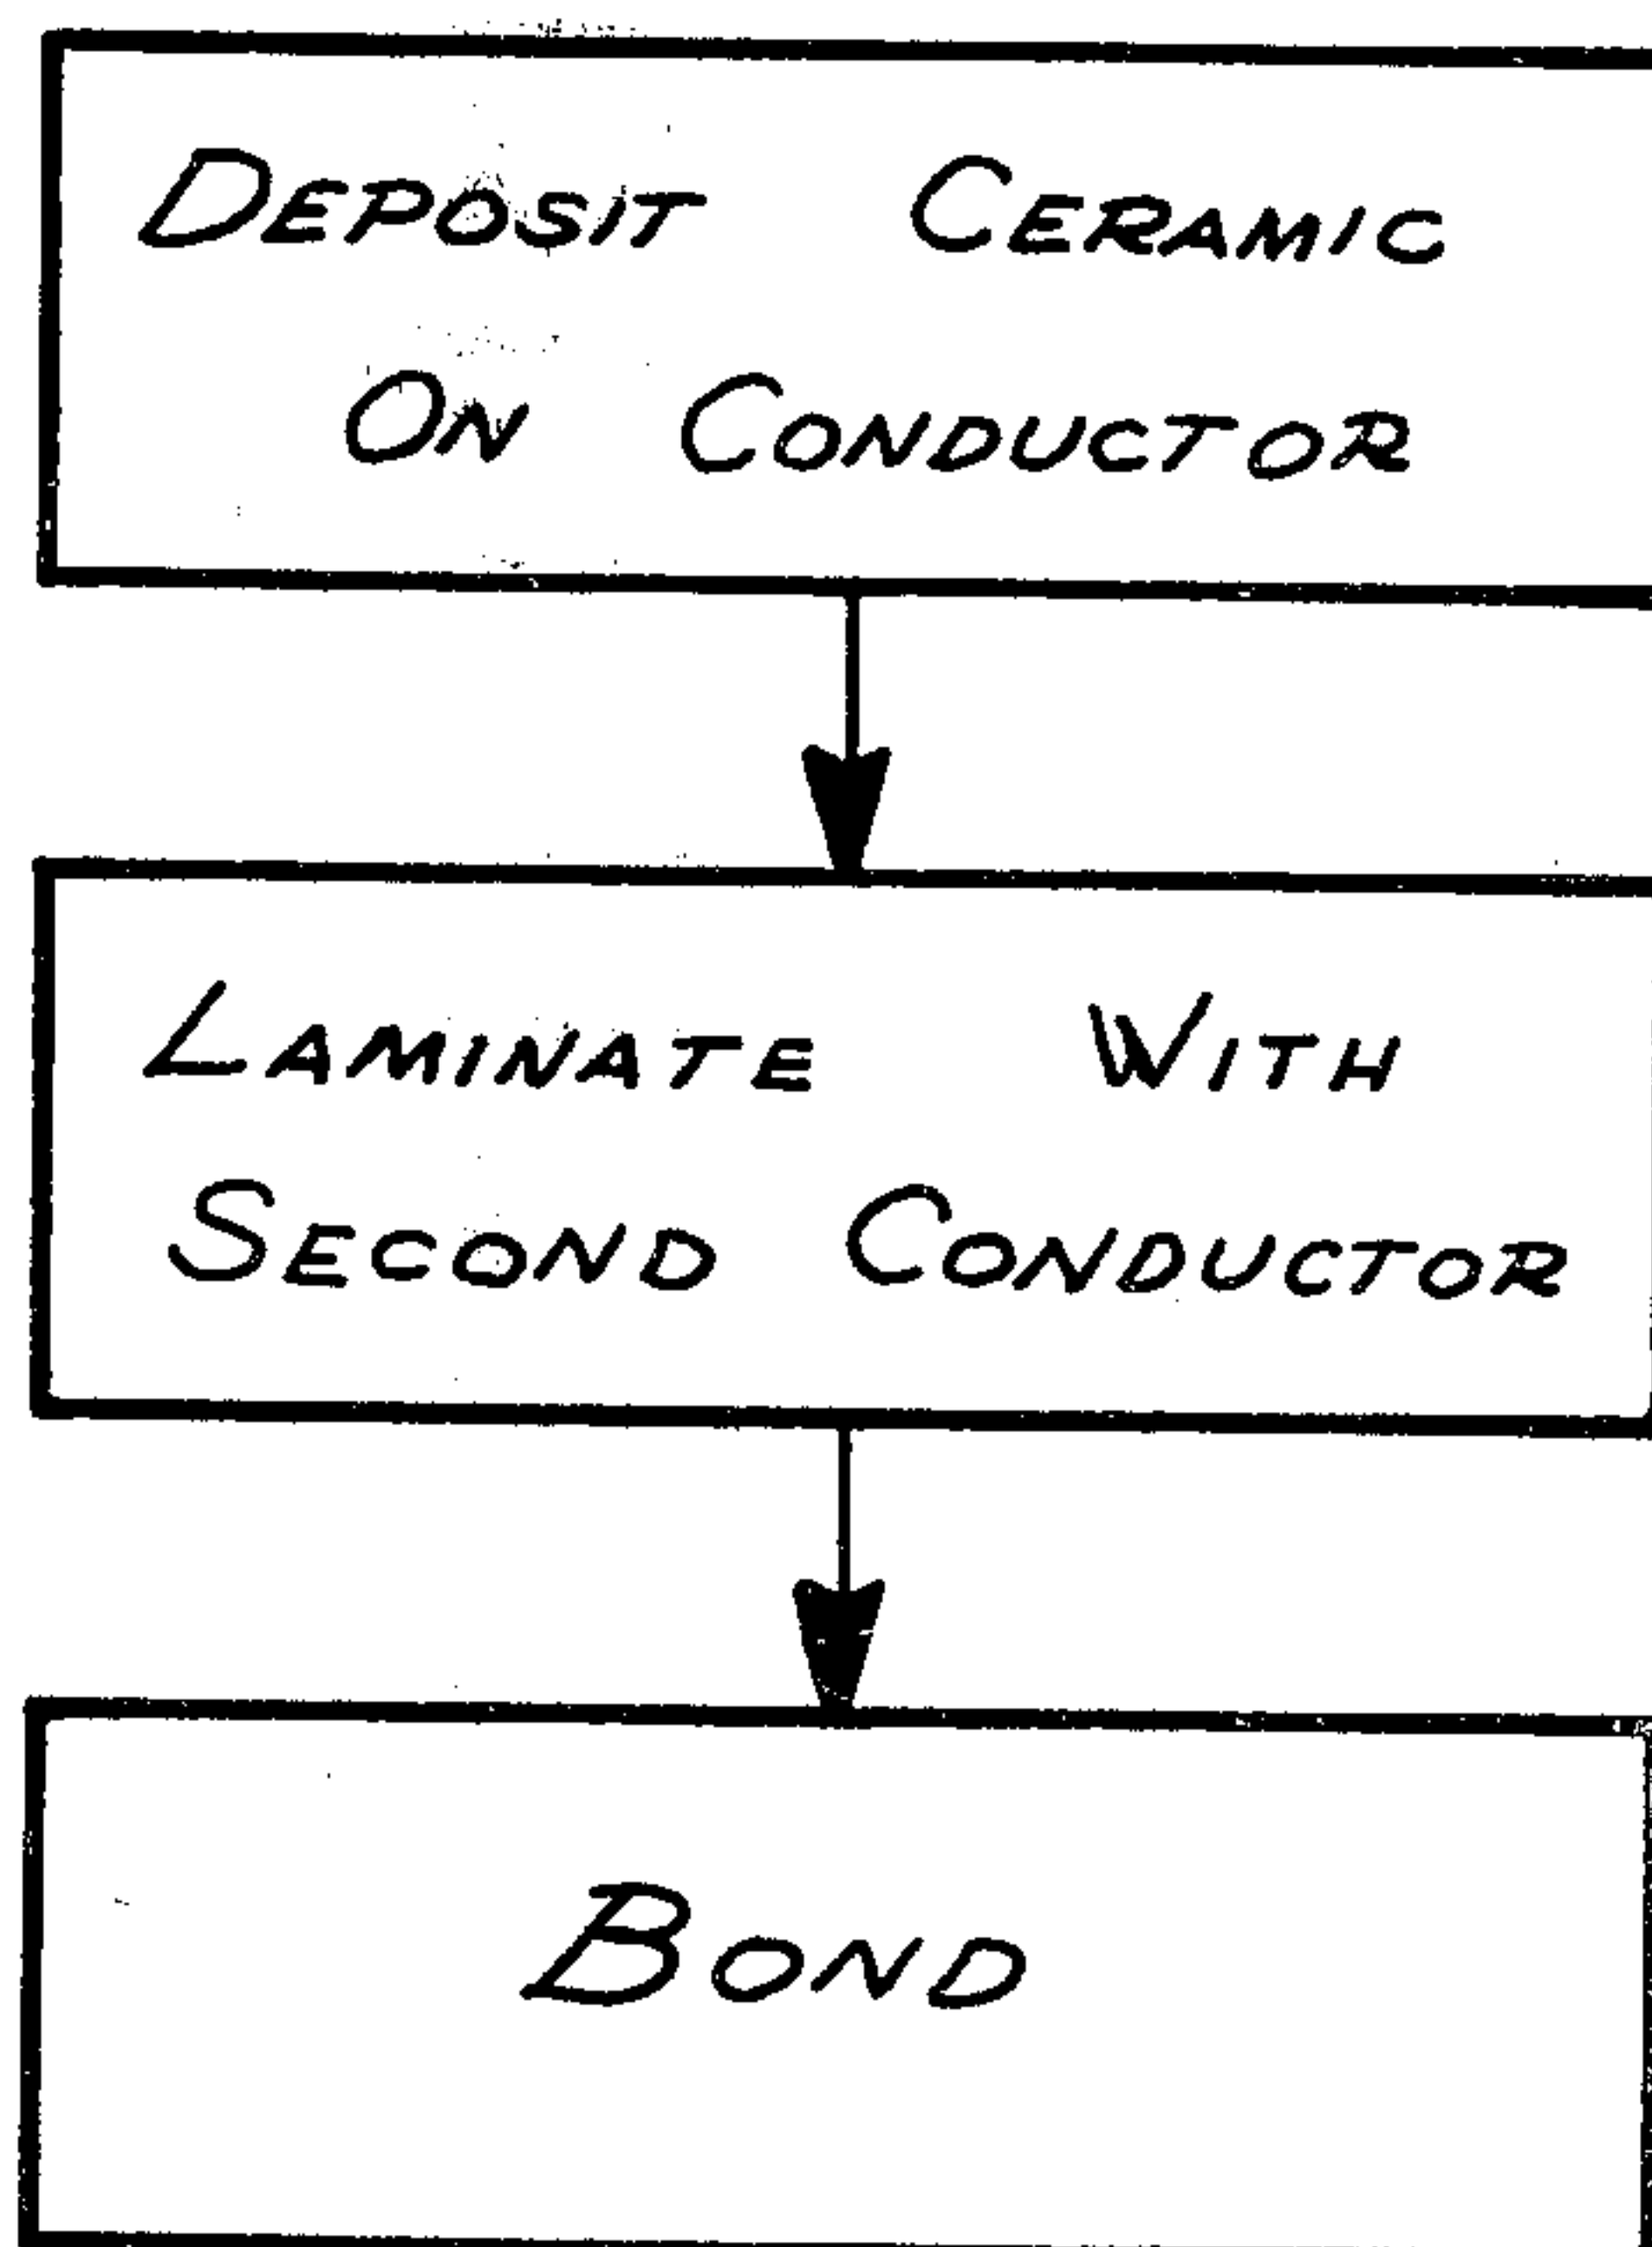 DEPOSIT CERAMIC
ON CONDUCTOR
LAMINATE WITH
SECOND CONDUCTOR
BOND